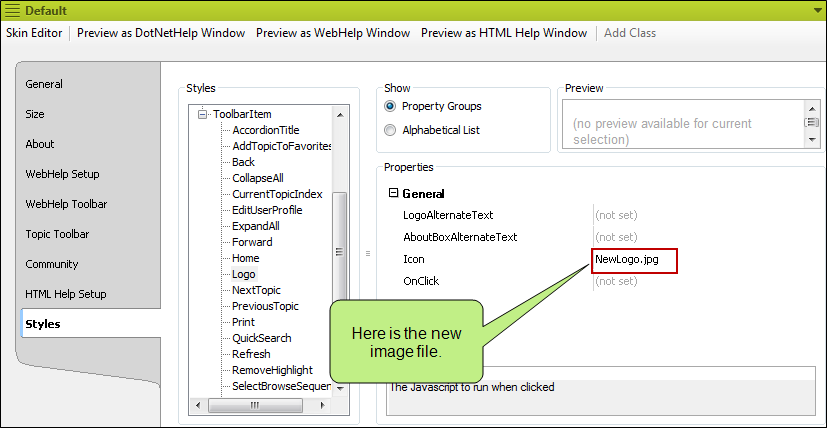 Default
Skin Editor Preview as DotNetHelp Window Preview as WebHelp Window Preview as HTML Help Window Add Class
General
Size
About
WebHelp Setup
WebHelp Toolbar
Topic Toolbar
Community
HTML Help Setup
Styles
Styles
ToolbarItem
AccordionTitle
AddTopicToFavorites
Back
CollapseAll
CurrentTopicIndex
EditUserProfile
ExpandAll
Forward
Home
Logo
NextTopic
PreviousTopic
Print
QuickSearch
Refresh
RemoveHighlight
SelectBrowseSequen
Show
Property Groups
Alphabetical List
Preview
(no preview available for current
selection)
Properties
General
LogoAlternateText (not set)
AboutBoxAlternateText (not set)
Icon NewLogo.jpg
OnClick (not set)
Here is the new
image file.
The Javascript to run when clicked